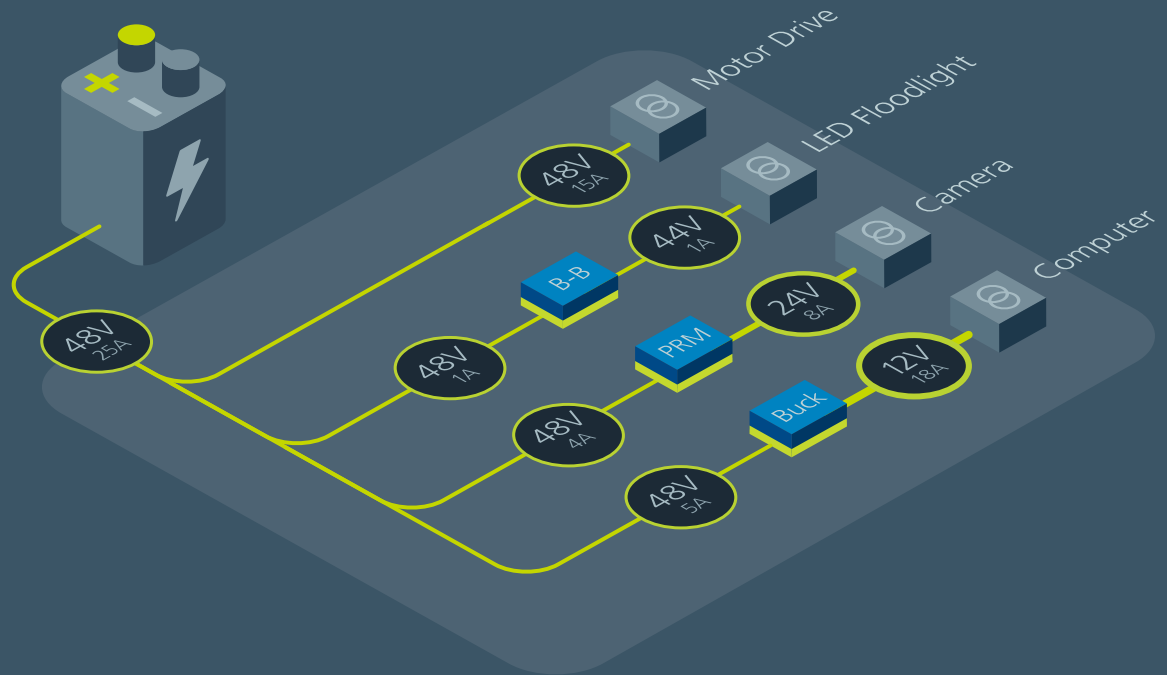 48V
25A
48V
15A
Motor Drive
48V
1A
B-B
44V
1A
LED Floodlight
48V
4A
PRM
24V
8A
Camera
48V
5A
Buck
12V
18A
Computer